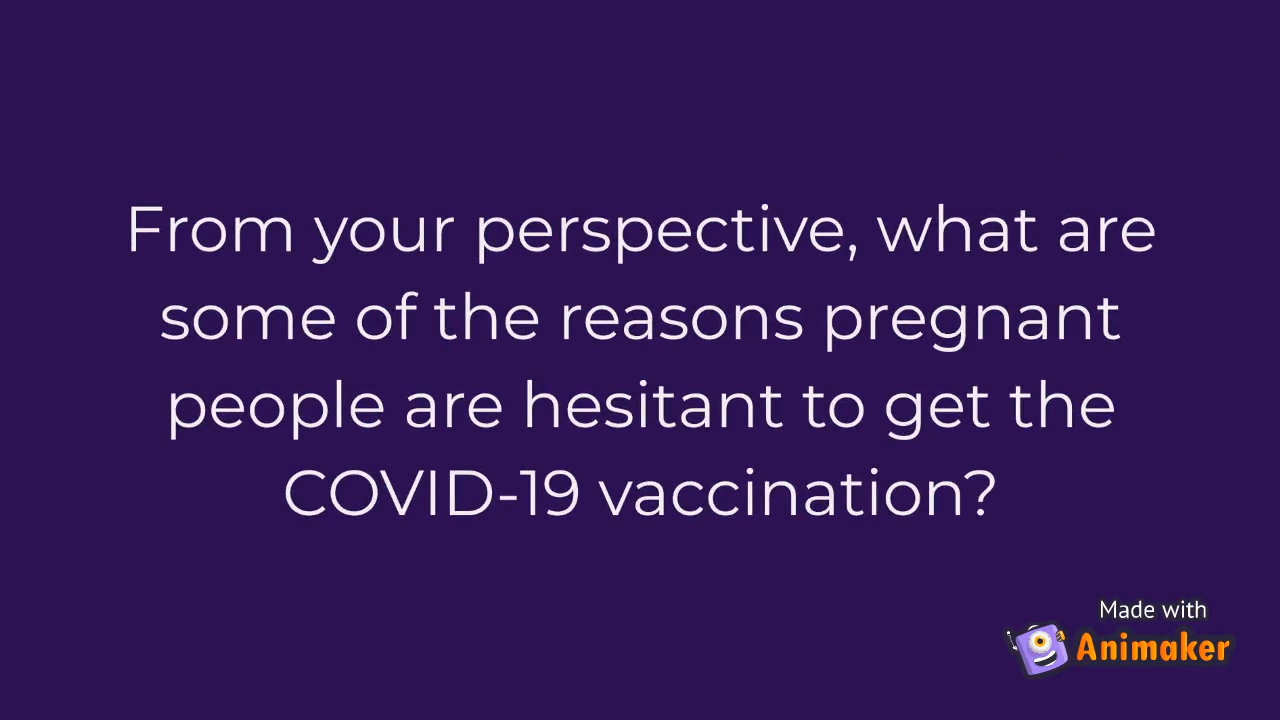 From your perspective, what are
some of the reasons pregnant
people are hesitant to get the
COVID-19 vaccination?
Made with
Animaker